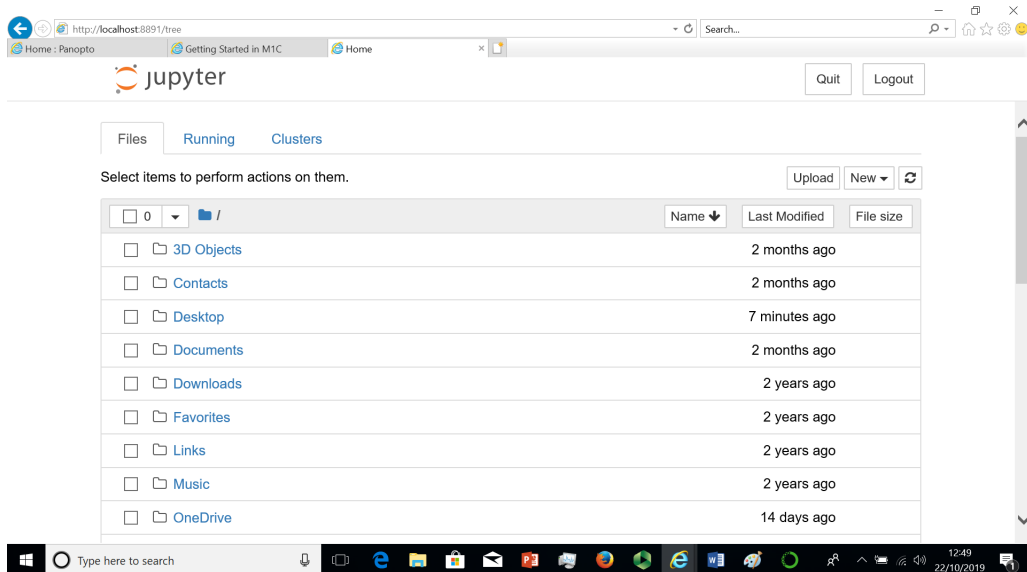 http://localhost:8891/tree
Search...
Home : Panopto
Getting Started in M1C
Home
jupyter
Quit
Logout
Files
Running
Clusters
Select items to perform actions on them.
Upload
New
0
/
Name
Last Modified
File size
3D Objects
2 months ago
Contacts
2 months ago
Desktop
7 minutes ago
Documents
2 months ago
Downloads
2 years ago
Favorites
2 years ago
Links
2 years ago
Music
2 years ago
OneDrive
14 days ago
Type here to search
12:49
22/10/2019